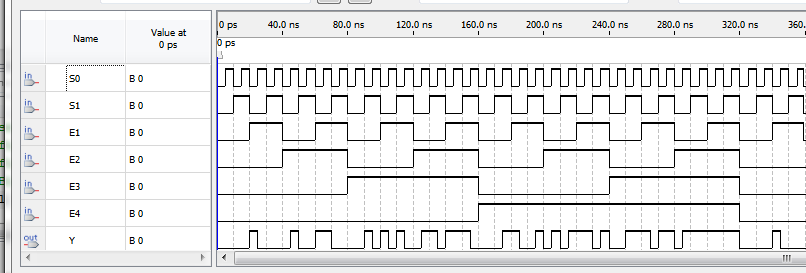 Name
Value at
0 ps
0 ps 40.0 ns 80.0 ns 120.0 ns 160.0 ns 200.0 ns 240.0 ns 280.0 ns 320.0 ns 360.
0 ps
in S0 B 0
in S1 B 0
in E1 B 0
in E2 B 0
in E3 B 0
in E4 B 0
out Y B 0